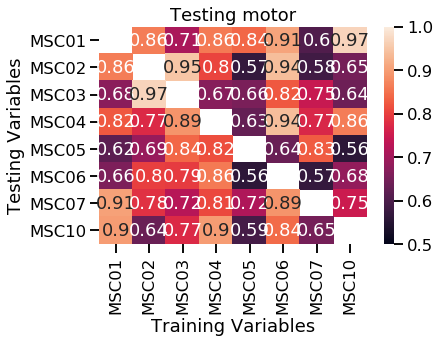 Testing motor
Testing Variables
MSC01 0.86 0.71 0.86 0.84 0.91 0.6 0.97
MSC02 0.86 0.95 0.8 0.57 0.94 0.58 0.65
MSC03 0.68 0.97 0.67 0.66 0.82 0.75 0.64
MSC04 0.82 0.77 0.89 0.63 0.94 0.77 0.86
MSC05 0.62 0.69 0.84 0.82 0.64 0.83 0.56
MSC06 0.66 0.8 0.79 0.86 0.56 0.57 0.68
MSC07 0.91 0.78 0.72 0.81 0.72 0.89 0.75
MSC10 0.9 0.64 0.77 0.9 0.59 0.84 0.65
MSC01 MSC02 MSC03 MSC04 MSC05 MSC06 MSC07 MSC10
Training Variables
1.0
0.9
0.8
0.7
0.6
0.5